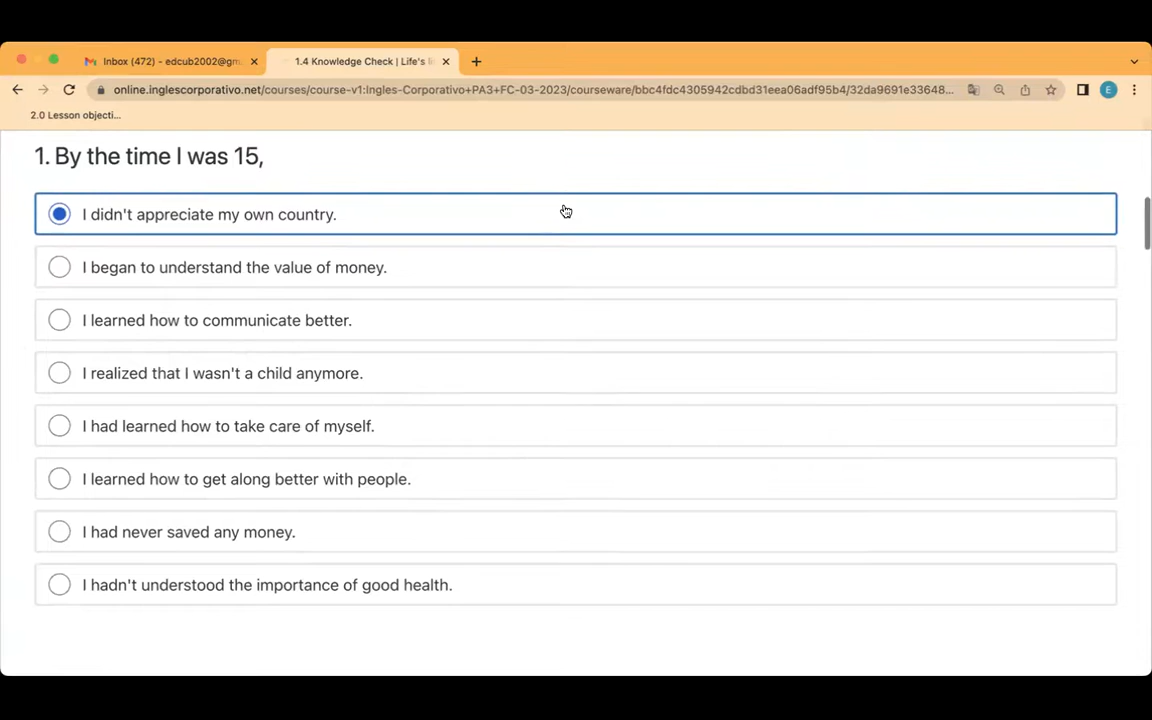 Inbox (472) - edcub2002@gm
1.4 Knowledge Check | Life's l
online.inglescorporativo.net/courses/course-v1:Ingles-Corporativo+PA3+FC-03-2023/courseware/bbc4fdc4305942cdbd31eea06adf95b4/32da9691e33648...
E
2.0 Lesson objecti...
1. By the time I was 15,
I didn't appreciate my own country.
I began to understand the value of money.
I learned how to communicate better.
I realized that I wasn't a child anymore.
I had learned how to take care of myself.
I learned how to get along better with people.
I had never saved any money.
I hadn't understood the importance of good health.